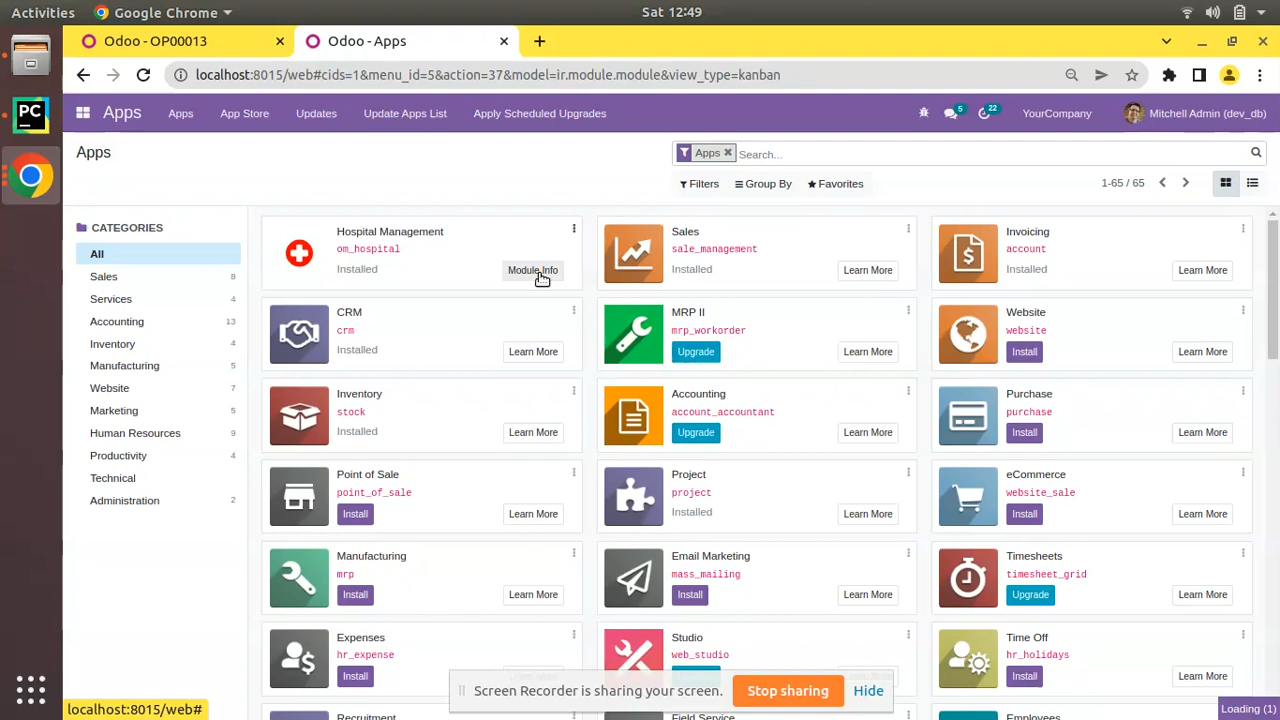 Activities Google Chrome Sat 12:49
Odoo - OP00013 Odoo - Apps
localhost:8015/web#cids=1&menu_id=5&action=37&model=ir.module.module&view_type=kanban
Apps Apps App Store Updates Update Apps List Apply Scheduled Upgrades 5 22 YourCompany Mitchell Admin (dev_db)
Apps Apps Search...
Filters Group By Favorites 1-65 / 65
CATEGORIES
All
Sales 8
Services 4
Accounting 13
Inventory 4
Manufacturing 5
Website 7
Marketing 5
Human Resources 9
Productivity 4
Technical
Administration 2
Hospital Management
om_hospital
Installed Module Info
Sales
sale_management
Installed Learn More
Invoicing
account
Installed Learn More
CRM
crm
Installed Learn More
MRP II
mrp_workorder
Upgrade Learn More
Website
website
Install Learn More
Inventory
stock
Installed Learn More
Accounting
account_accountant
Upgrade Learn More
Purchase
purchase
Install Learn More
Point of Sale
point_of_sale
Install Learn More
Project
project
Installed Learn More
eCommerce
website_sale
Install Learn More
Manufacturing
mrp
Install Learn More
Email Marketing
mass_mailing
Install Learn More
Timesheets
timesheet_grid
Upgrade Learn More
Expenses
hr_expense
Install
Studio
web_studio
Time Off
hr_holidays
Install Learn More
Recruitment
Field Service
Employees
PC
Screen Recorder is sharing your screen. Stop sharing Hide
localhost:8015/web#
Loading (1)